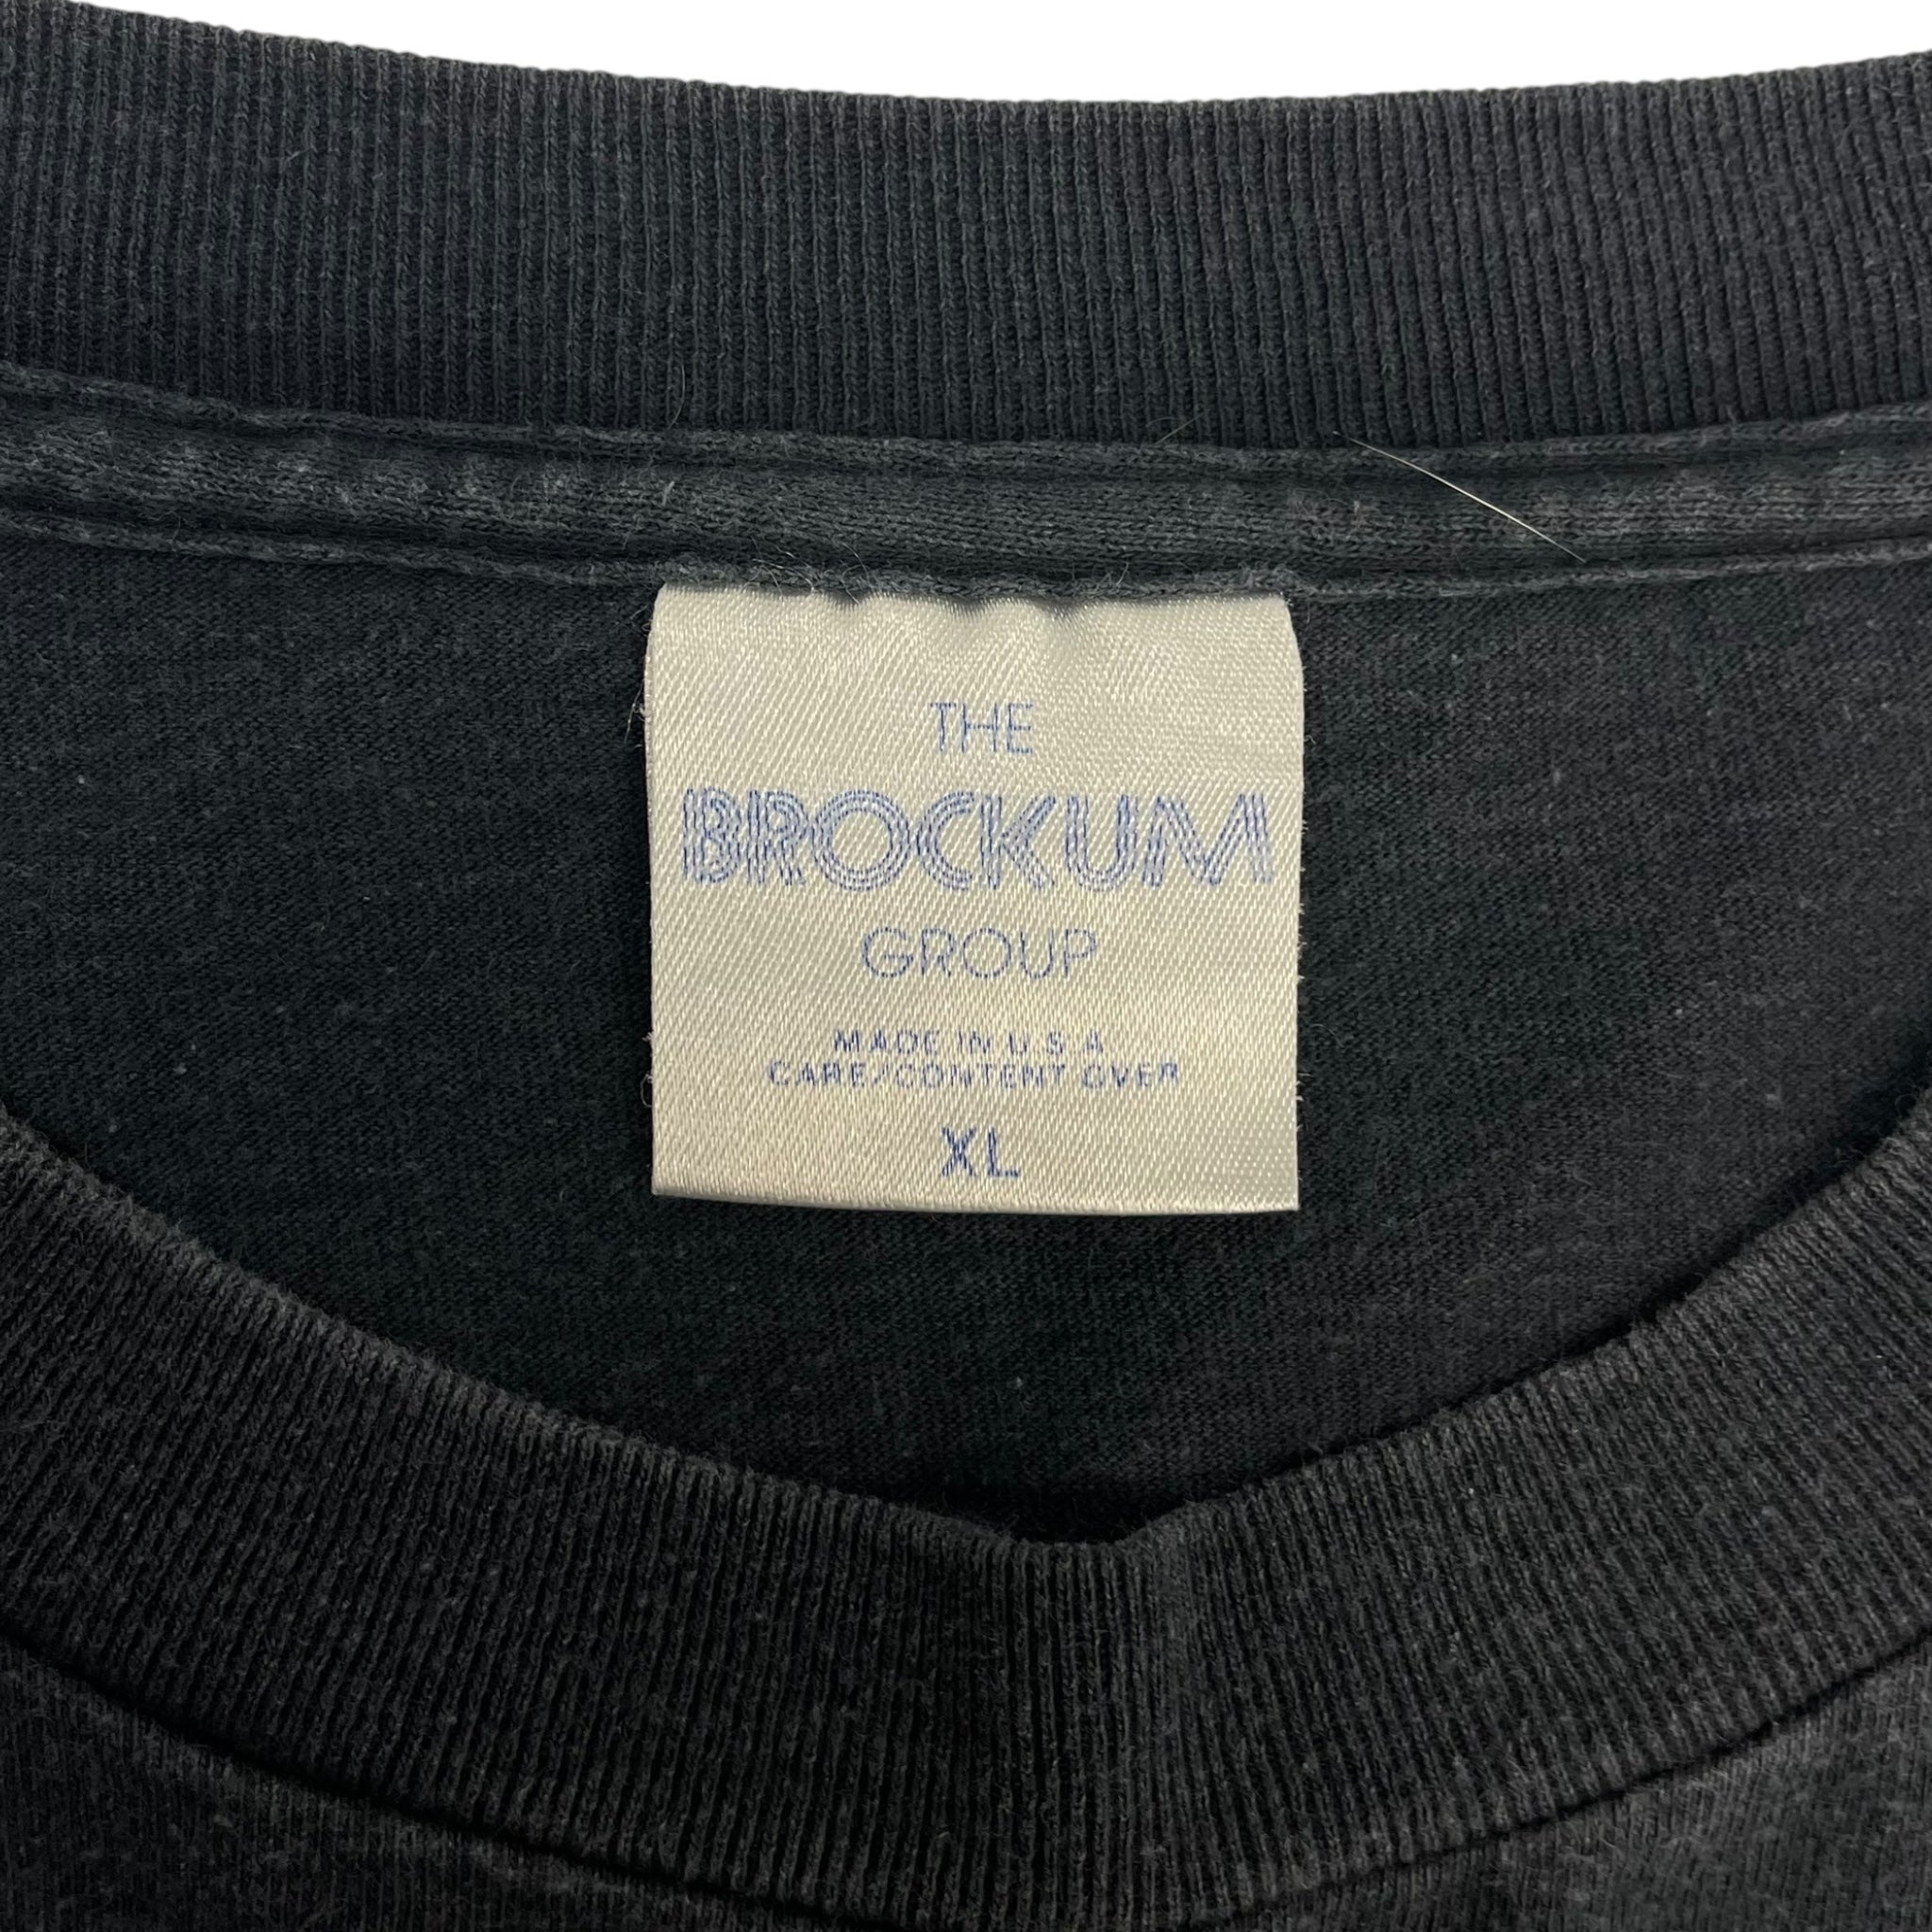 THE
BROCKUM
GROUP
MADE IN U.S.A.
CARE/CONTENT OVER
XL